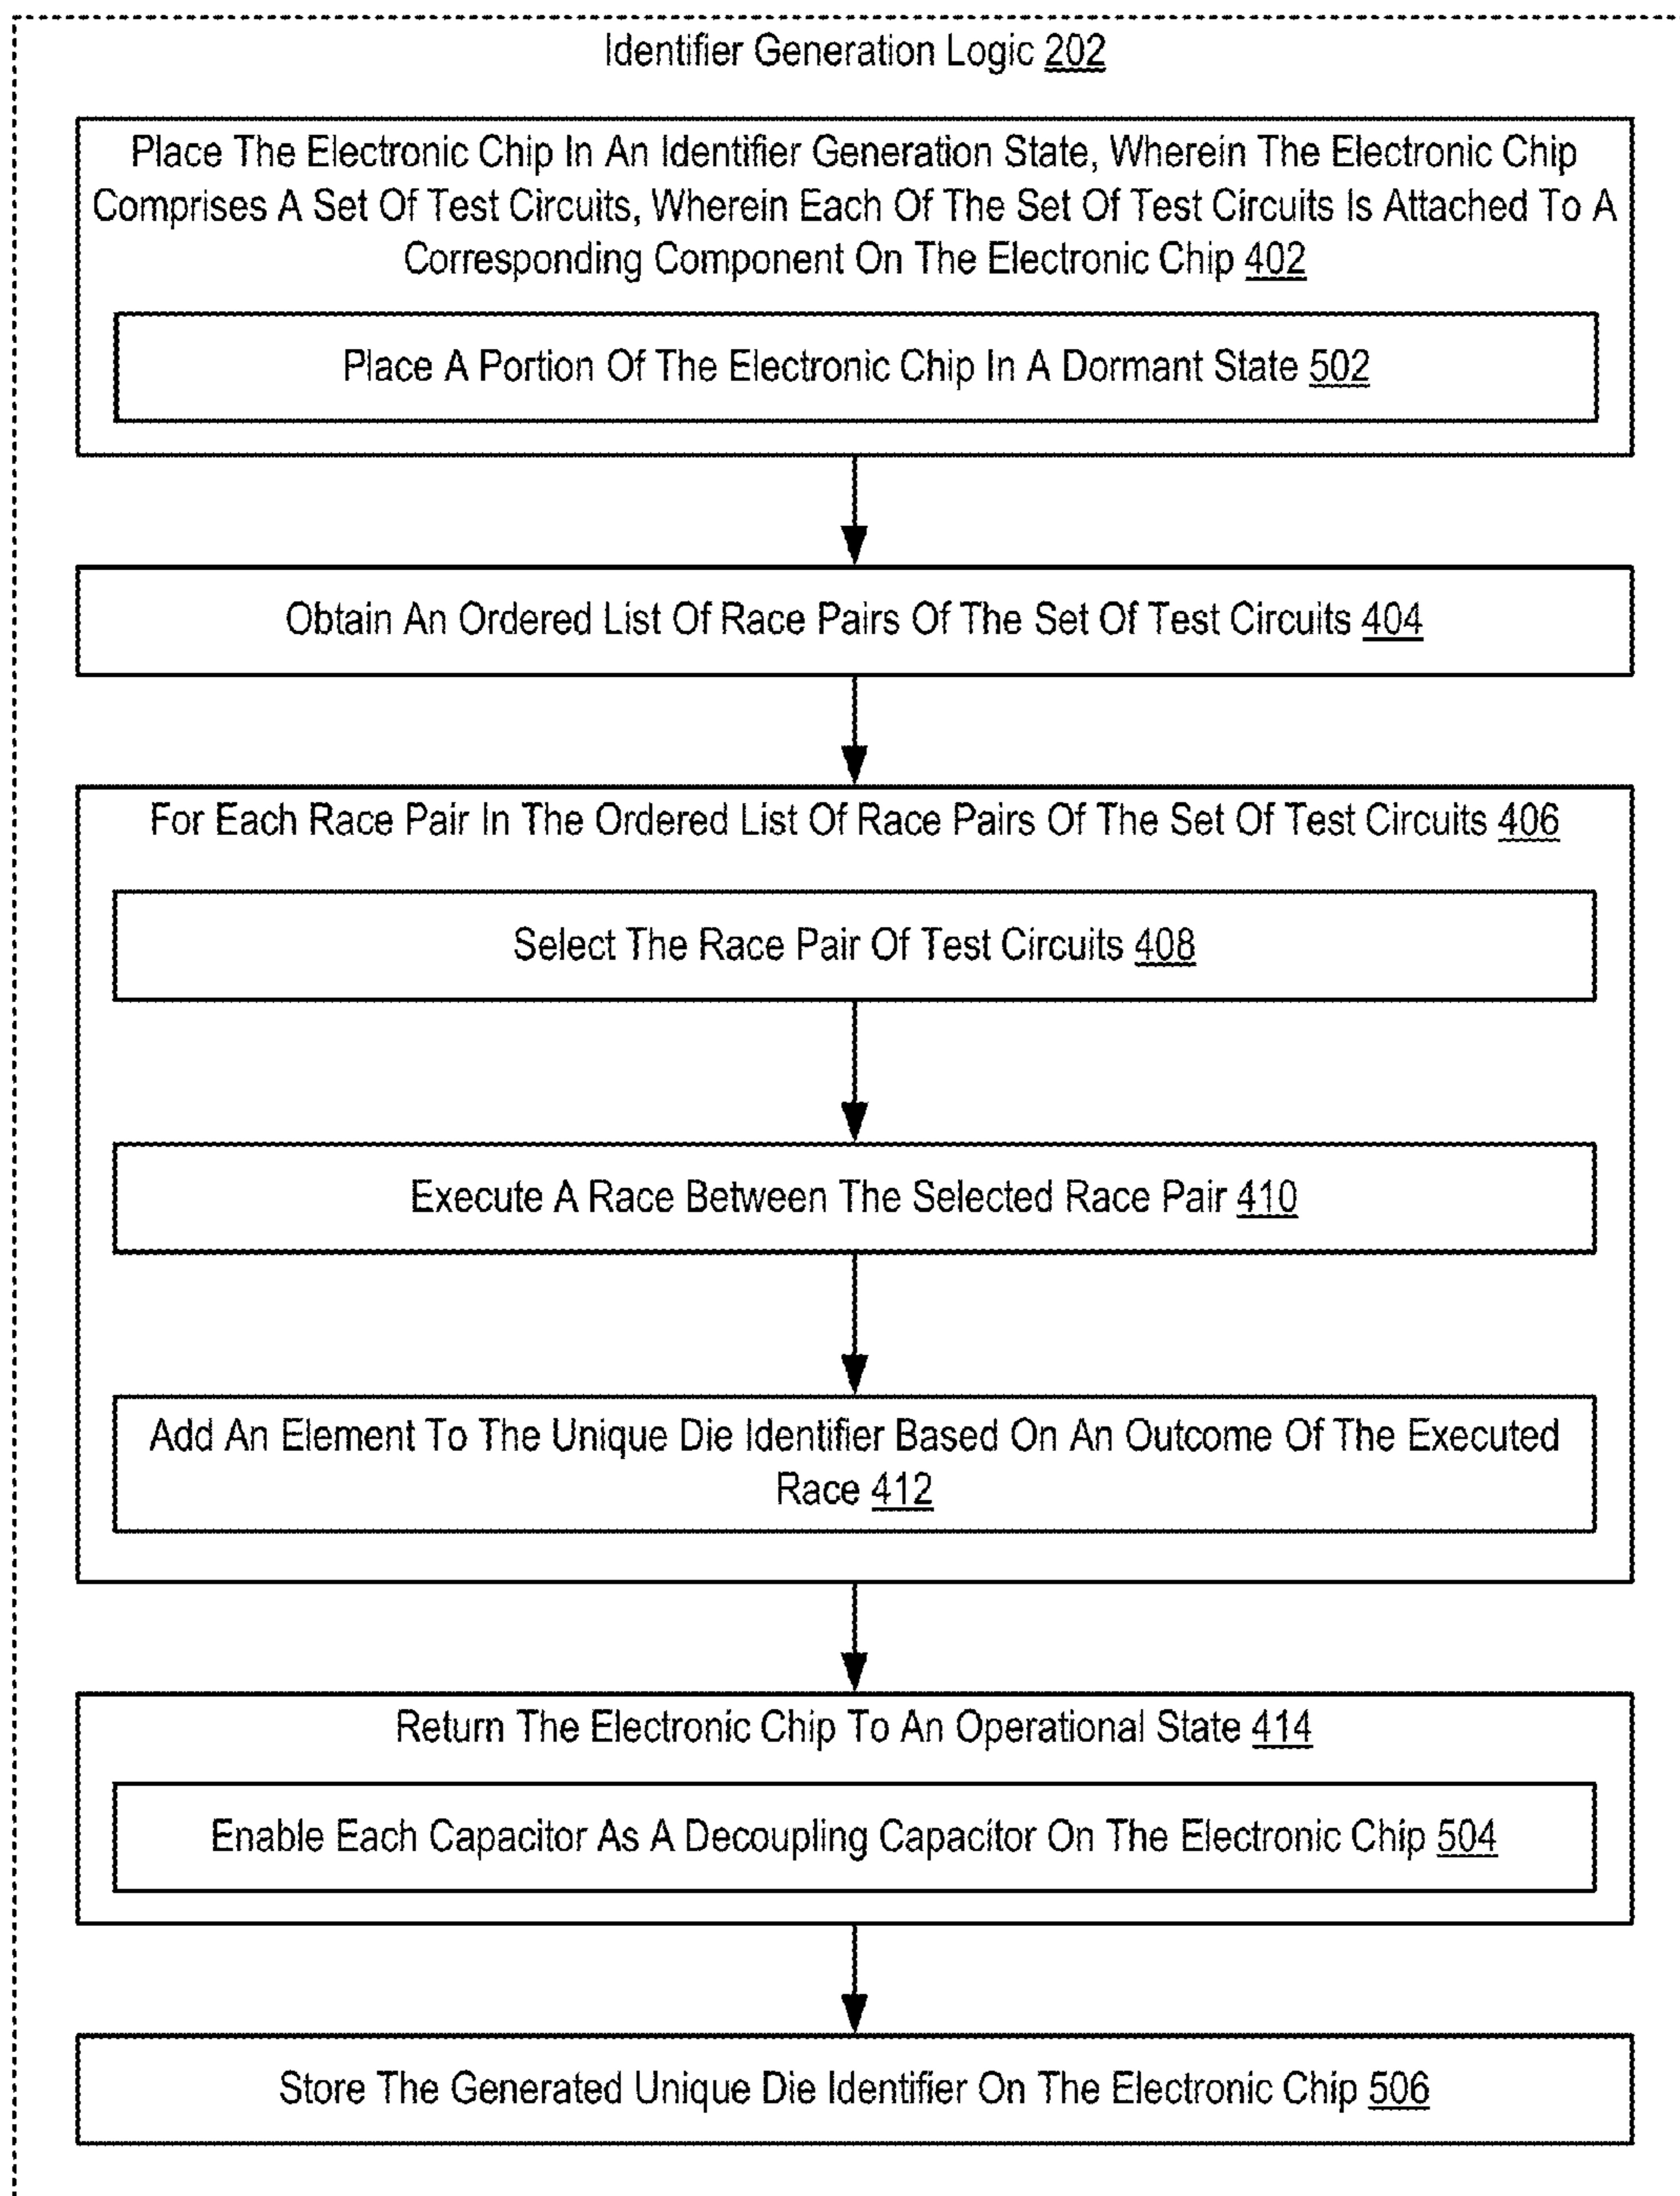 Identifier Generation Logic 202
Place The Electronic Chip In An Identifier Generation State, Wherein The Electronic Chip
Comprises A Set Of Test Circuits, Wherein Each Of The Set Of Test Circuits Is Attached To A
Corresponding Component On The Electronic Chip 402
Place A Portion Of The Electronic Chip In A Dormant State 502
Obtain An Ordered List Of Race Pairs Of The Set Of Test Circuits 404
For Each Race Pair In The Ordered List Of Race Pairs Of The Set Of Test Circuits 406
Select The Race Pair Of Test Circuits 408
Execute A Race Between The Selected Race Pair 410
Add An Element To The Unique Die Identifier Based On An Outcome Of The Executed
Race 412
Return The Electronic Chip To An Operational State 414
Enable Each Capacitor As A Decoupling Capacitor On The Electronic Chip 504
Store The Generated Unique Die Identifier On The Electronic Chip 506